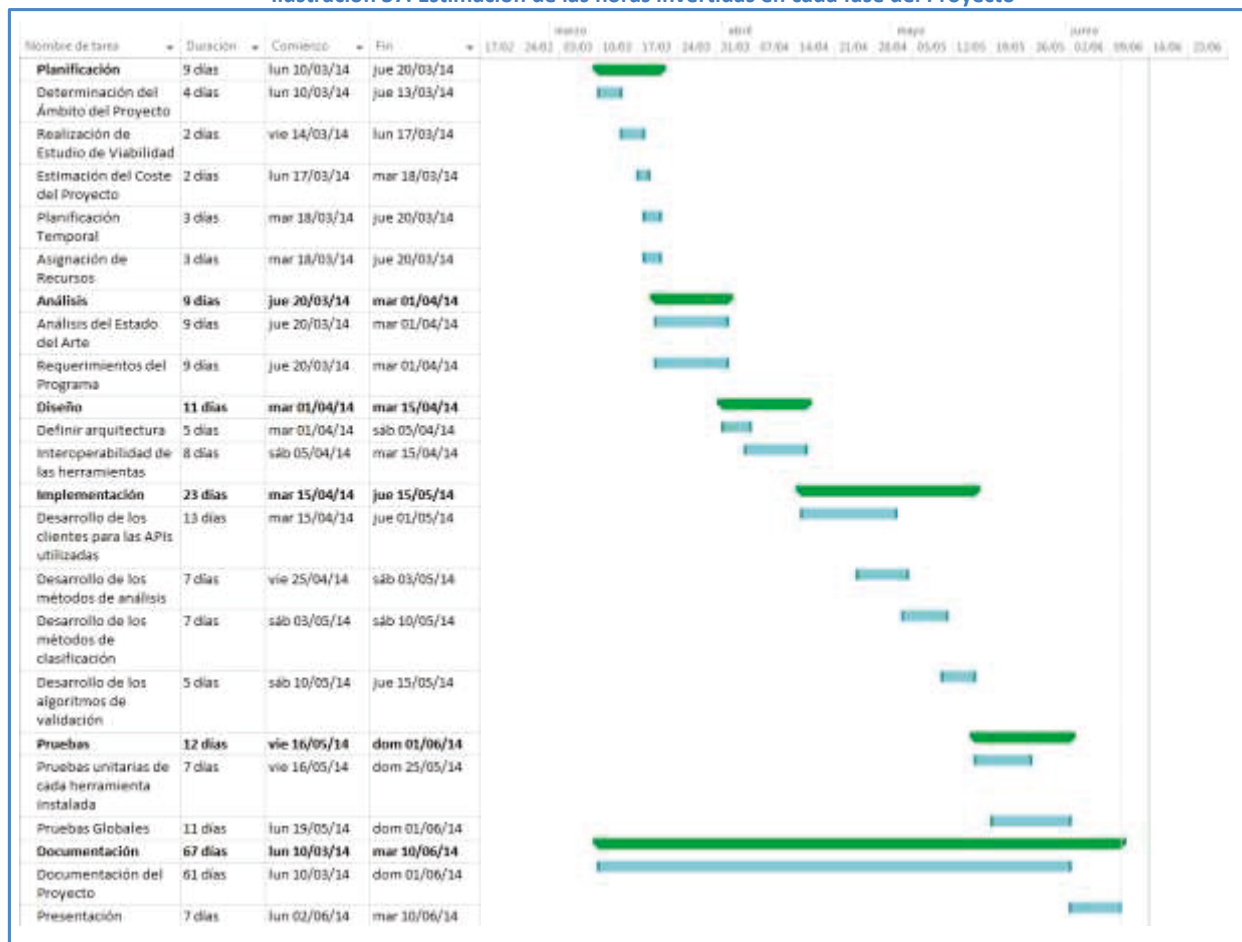 Ilustración 37. Estimación de las horas invertidas en cada fase del Proyecto
marzo abril mayo junio
Nombre de tarea Duración Comienzo Fin 17/02 24/02 03/03 10/03 17/03 24/03 31/03 07/04 14/04 21/04 28/04 05/05 12/05 19/05 26/05 02/06 09/06 16/06 23/06
Planificación 9 días lun 10/03/14 jue 20/03/14
Determinación del 4 días lun 10/03/14 jue 13/03/14
Ámbito del Proyecto
Realización de 2 días vie 14/03/14 lun 17/03/14
Estudio de Viabilidad
Estimación del Coste 2 días lun 17/03/14 mar 18/03/14
del Proyecto
Planificación 3 días mar 18/03/14 jue 20/03/14
Temporal
Asignación de 3 días mar 18/03/14 jue 20/03/14
Recursos
Análisis 9 días jue 20/03/14 mar 01/04/14
Análisis del Estado 9 días jue 20/03/14 mar 01/04/14
del Arte
Requerimientos del 9 días jue 20/03/14 mar 01/04/14
Programa
Diseño 11 días mar 01/04/14 mar 15/04/14
Definir arquitectura 5 días mar 01/04/14 sáb 05/04/14
Interoperabilidad de 8 días sáb 05/04/14 mar 15/04/14
las herramientas
Implementación 23 días mar 15/04/14 jue 15/05/14
Desarrollo de los 13 días mar 15/04/14 jue 01/05/14
clientes para las APIs
utilizadas
Desarrollo de los 7 días vie 25/04/14 sáb 03/05/14
métodos de análisis
Desarrollo de los 7 días sáb 03/05/14 sáb 10/05/14
métodos de
clasificación
Desarrollo de los 5 días sáb 10/05/14 jue 15/05/14
algoritmos de
validación
Pruebas 12 días vie 16/05/14 dom 01/06/14
Pruebas unitarias de 7 días vie 16/05/14 dom 25/05/14
cada herramienta
instalada
Pruebas Globales 11 días lun 19/05/14 dom 01/06/14
Documentación 67 días lun 10/03/14 mar 10/06/14
Documentación del 61 días lun 10/03/14 dom 01/06/14
Proyecto
Presentación 7 días lun 02/06/14 mar 10/06/14